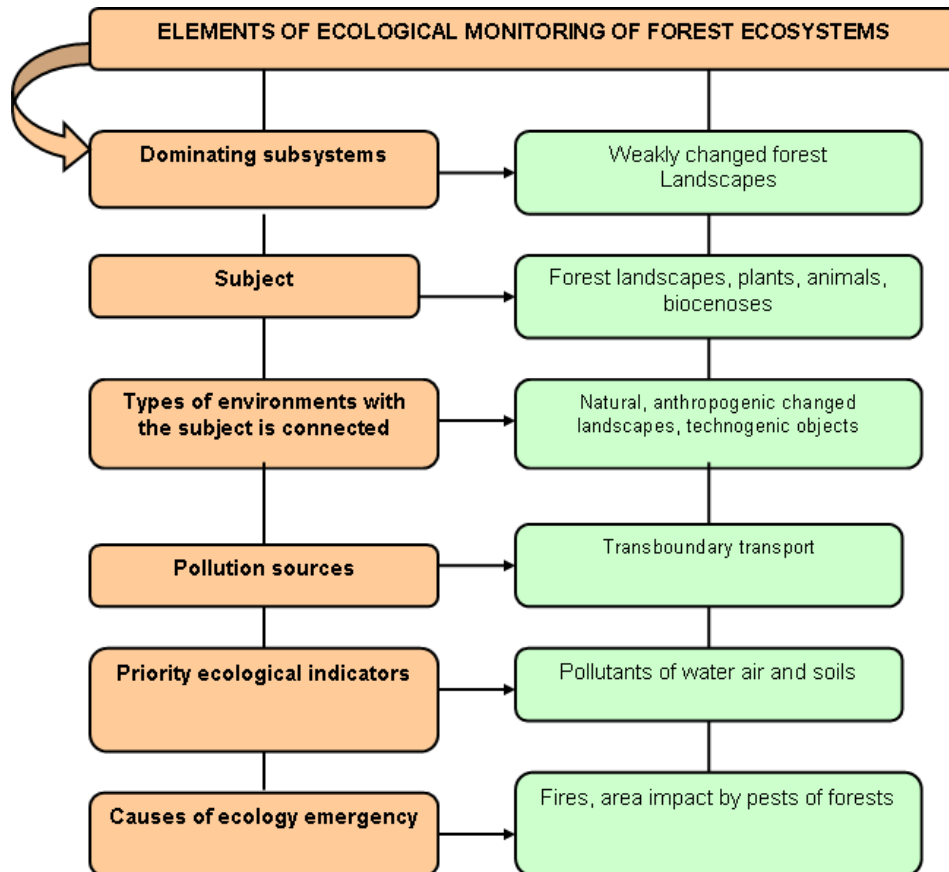 ELEMENTS OF ECOLOGICAL MONITORING OF FOREST ECOSYSTEMS
Dominating subsystems
Weakly changed forest
Landscapes
Subject
Forest landscapes, plants, animals,
biocenoses
Types of environments with
the subject is connected
Natural, anthropogenic changed
landscapes, technogenic objects
Pollution sources
Transboundary transport
Priority ecological indicators
Pollutants of water air and soils
Causes of ecology emergency
Fires, area impact by pests of forests